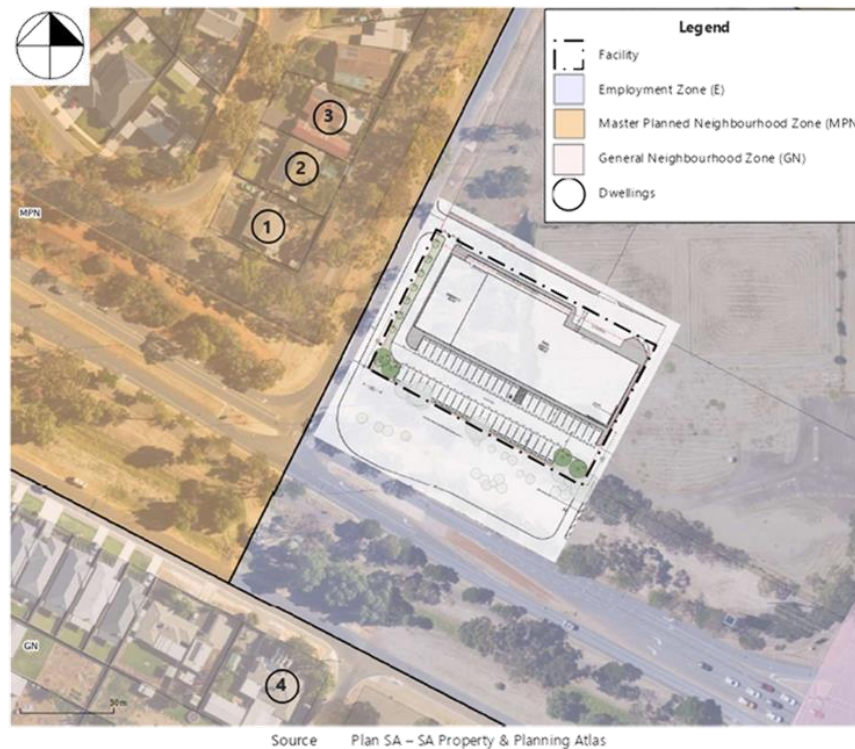 Legend
Facility
Employment Zone (E)
Master Planned Neighbourhood Zone (MPN)
General Neighbourhood Zone (GN)
Dwellings
3
2
1
MPN
4
GN
30m
Source Plan SA – SA Property & Planning Atlas